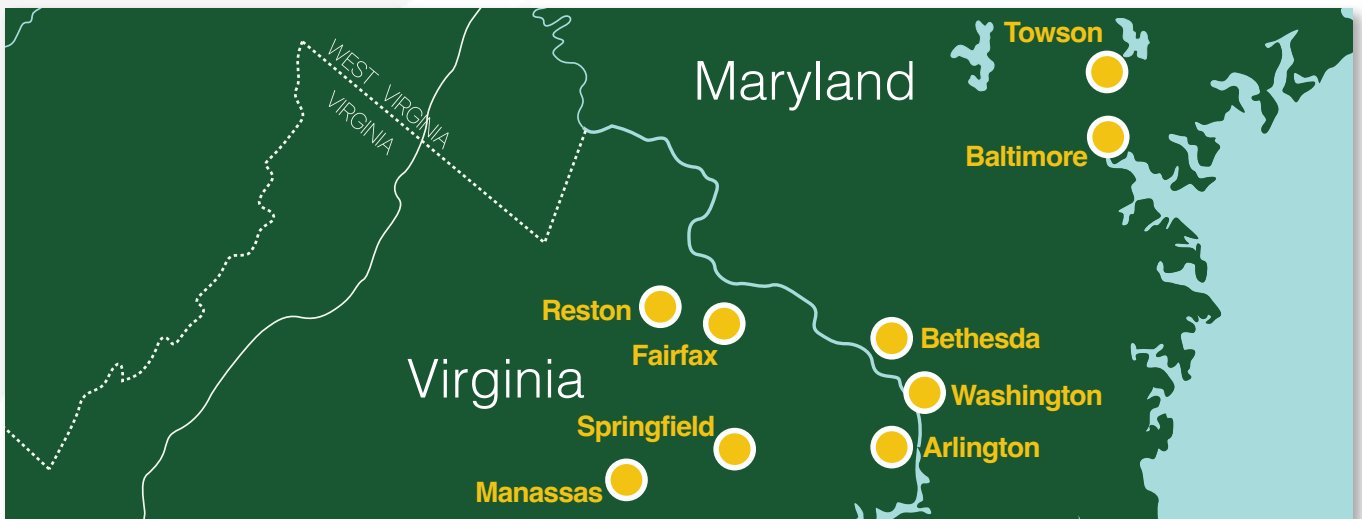 Towson
WEST VIRGINIA
VIRGINIA
Maryland
Baltimore
Reston
Fairfax
Bethesda
Virginia
Washington
Springfield
Arlington
Manassas